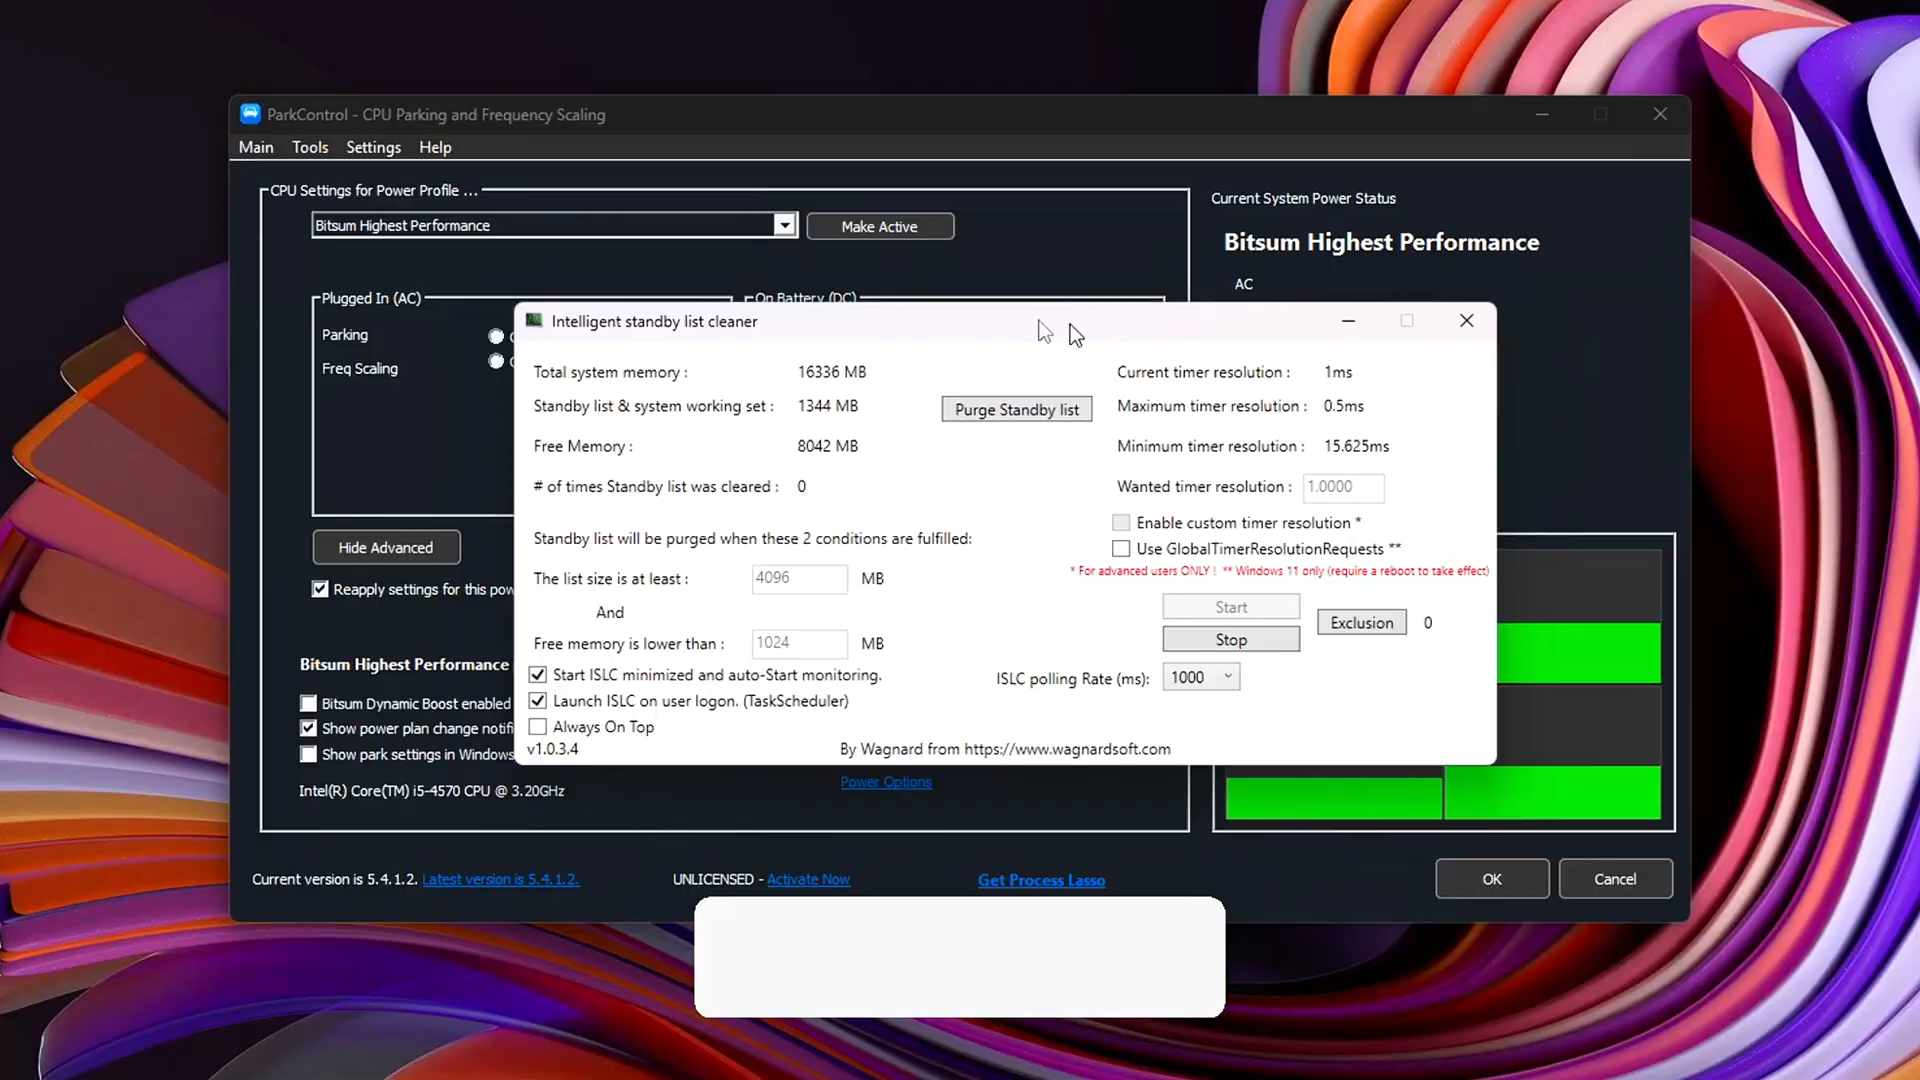 ParkControl - CPU Parking and Frequency Scaling
Main Tools Settings Help
CPU Settings for Power Profile ...
Bitsum Highest Performance
Make Active
Current System Power Status
Bitsum Highest Performance
AC
Plugged In (AC)
On Battery (DC)
Parking
Freq Scaling
Hide Advanced
Reapply settings for this pow
Bitsum Highest Performance
Bitsum Dynamic Boost enabled
Show power plan change notifi
Show park settings in Windows
Intel(R) Core(TM) i5-4570 CPU @ 3.20GHz
Power Options
Intelligent standby list cleaner
Total system memory : 16336 MB
Standby list & system working set : 1344 MB
Purge Standby list
Free Memory : 8042 MB
# of times Standby list was cleared : 0
Standby list will be purged when these 2 conditions are fulfilled:
The list size is at least : 4096 MB
And
Free memory is lower than : 1024 MB
Start ISLC minimized and auto-Start monitoring.
Launch ISLC on user logon. (TaskScheduler)
Always On Top
v1.0.3.4
Current timer resolution : 1ms
Maximum timer resolution : 0.5ms
Minimum timer resolution : 15.625ms
Wanted timer resolution : 1.0000
Enable custom timer resolution *
Use GlobalTimerResolutionRequests **
* For advanced users ONLY ! ** Windows 11 only (require a reboot to take effect)
Start
Stop
Exclusion 0
ISLC polling Rate (ms): 1000
By Wagnard from https://www.wagnardsoft.com
Current version is 5.4.1.2. Latest version is 5.4.1.2.
UNLICENSED - Activate Now
Get Process Lasso
OK
Cancel